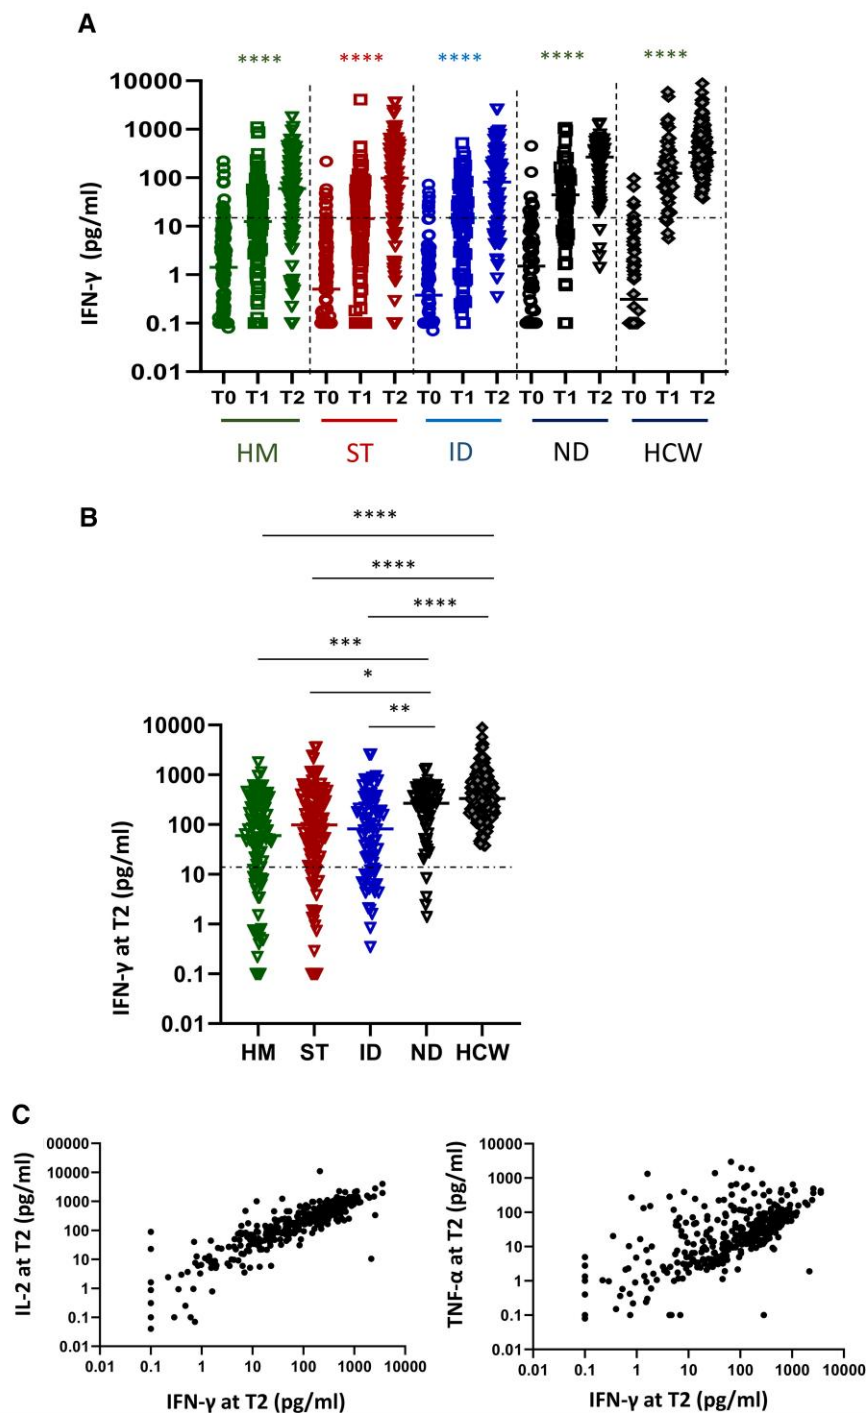 A
**** **** **** **** ****
10000
1000
100
10
1
0.1
0.01
IFN-γ (pg/ml)
T0 T1 T2 T0 T1 T2 T0 T1 T2 T0 T1 T2 T0 T1 T2
HM ST ID ND HCW
B
****
****
****
***
*
**
10000
1000
100
10
1
0.1
0.01
IFN-γ at T2 (pg/ml)
HM ST ID ND HCW
C
00000
10000
1000
100
10
1
0.1
0.01
IL-2 at T2 (pg/ml)
0.01 0.1 1 10 100 1000 10000
IFN-γ at T2 (pg/ml)
10000
1000
100
10
1
0.1
0.01
TNF-α at T2 (pg/ml)
0.01 0.1 1 10 100 1000 10000
IFN-γ at T2 (pg/ml)